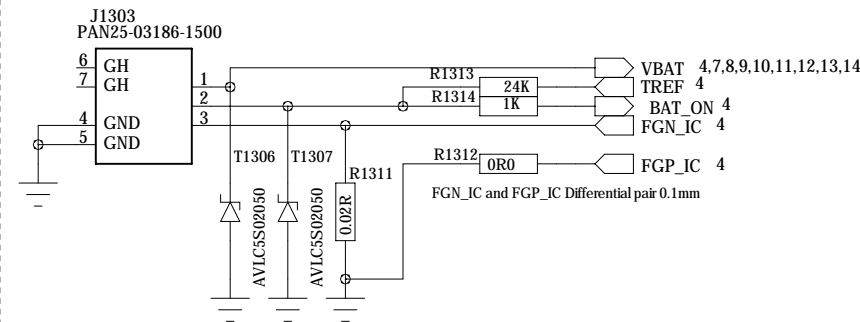 J1303
PAN25-03186-1500
6 GH
7 GH
1
2
4 GND
3
5 GND
VBAT 4,7,8,9,10,11,12,13,14
R1313 24K TREF 4
R1314 1K BAT_ON 4
FGN_IC 4
R1312 0R0 FGP_IC 4
FGN_IC and FGP_IC Differential pair 0.1mm
T1306 T1307
R1311
AVLC5S02050
AVLC5S02050
0.02R